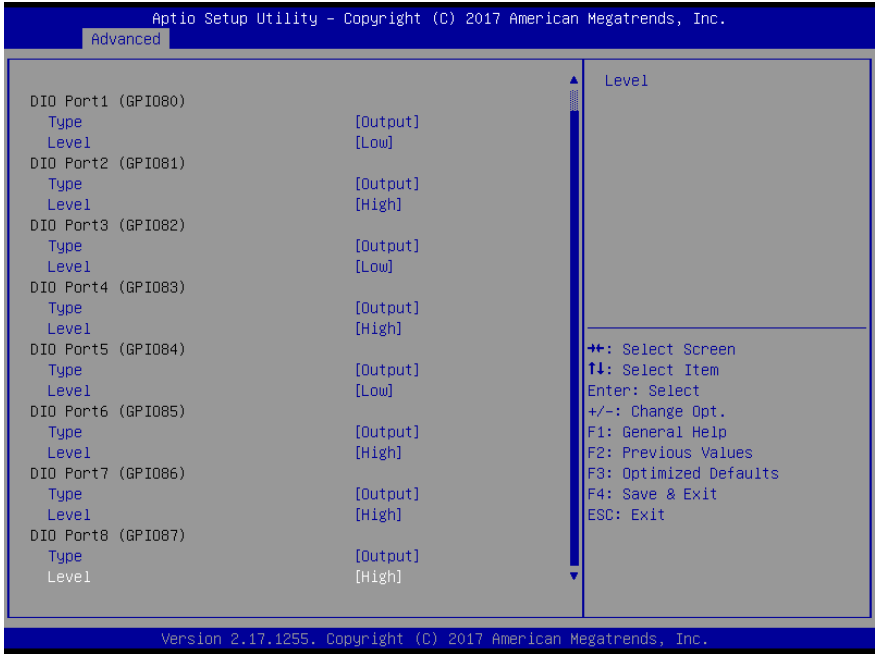 Aptio Setup Utility – Copyright (C) 2017 American Megatrends, Inc.
Advanced
DIO Port1 (GPIO80)
Type [Output]
Level [Low]
DIO Port2 (GPIO81)
Type [Output]
Level [High]
DIO Port3 (GPIO82)
Type [Output]
Level [Low]
DIO Port4 (GPIO83)
Type [Output]
Level [High]
DIO Port5 (GPIO84)
Type [Output]
Level [Low]
DIO Port6 (GPIO85)
Type [Output]
Level [High]
DIO Port7 (GPIO86)
Type [Output]
Level [High]
DIO Port8 (GPIO87)
Type [Output]
Level [High]
Level
→←: Select Screen
↑↓: Select Item
Enter: Select
+/-: Change Opt.
F1: General Help
F2: Previous Values
F3: Optimized Defaults
F4: Save & Exit
ESC: Exit
Version 2.17.1255. Copyright (C) 2017 American Megatrends, Inc.